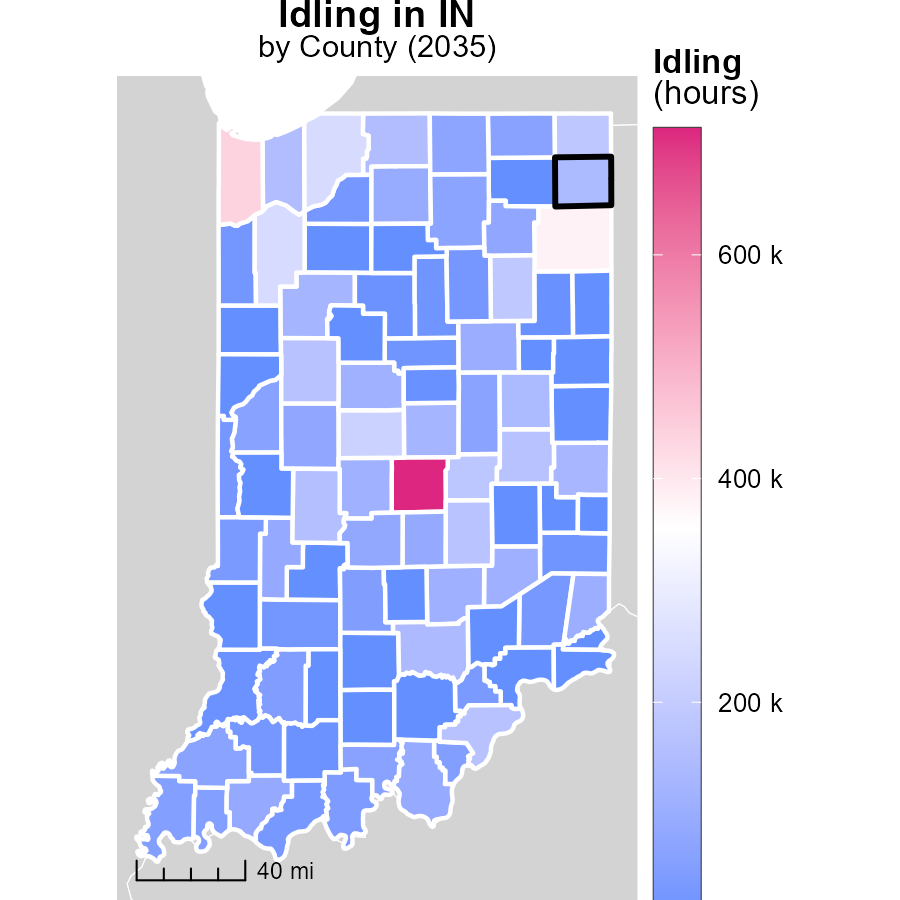 Idling in IN
by County (2035)
Idling
(hours)
600 k
400 k
200 k
40 mi